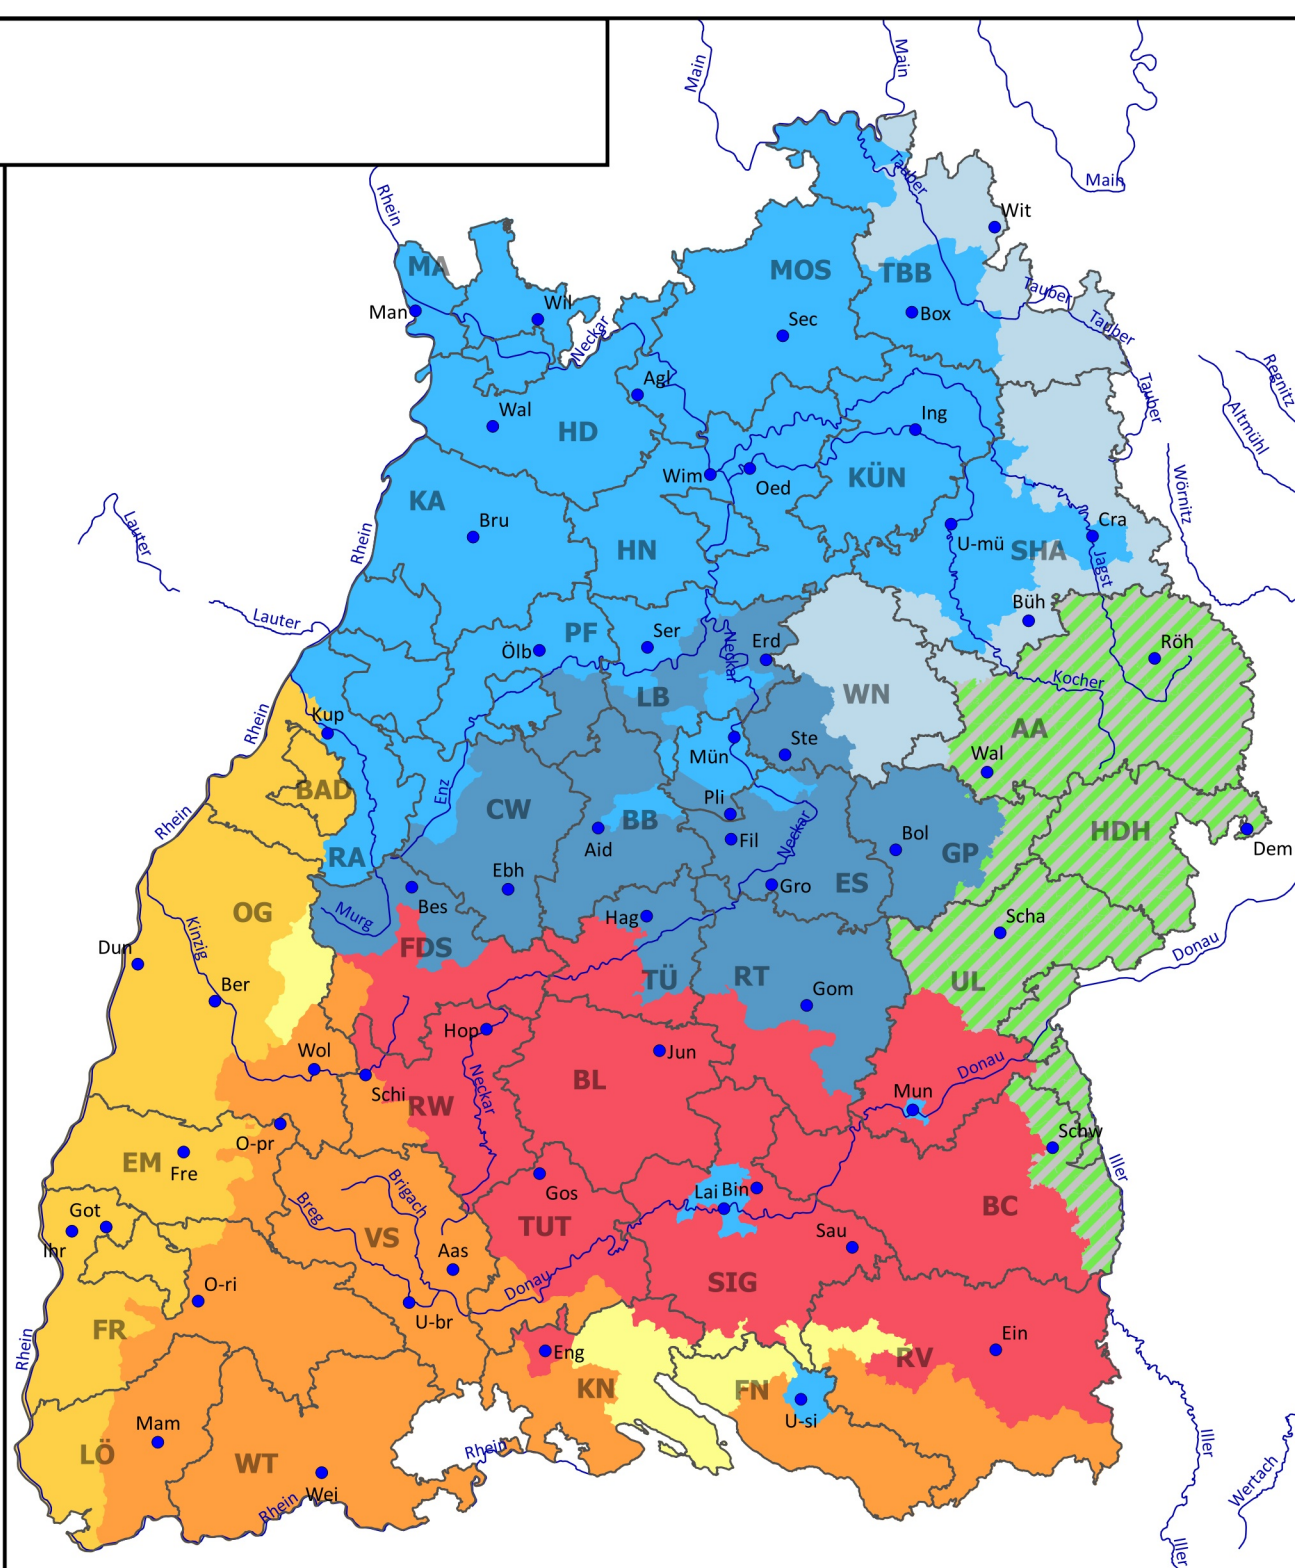 Main
Main
Main
Rhein
Tauber
Wit
MA
MOS
TBB
Man
Wil
Neckar
Sec
Box
Tauber
Tauber
Tauber
Regnitz
Altmühl
Agl
Wal
HD
Ing
Wim
Oed
KÜN
Wörnitz
KA
Bru
Lauter
Rhein
HN
U-mü
SHA
Cra
Jagst
Lauter
Büh
PF
Ser
Ölb
Erd
Neckar
Röh
Kocher
LB
WN
AA
Rhein
Kup
Mün
Ste
Wal
BAD
Enz
CW
BB
Pli
Aid
Fil
Neckar
Bol
GP
HDH
Dem
Rhein
RA
Ebh
Gro
ES
Bes
OG
Murg
Kinzig
Hag
Scha
FDS
Dun
Ber
TÜ
RT
Gom
UL
Donau
Hop
Wol
Jun
Schi
RW
Neckar
BL
Donau
Mun
O-pr
EM
Fre
Schw
Iller
Gos
Lai
Bin
BC
Got
Ihr
Breg
Brigach
VS
TUT
Aas
Sau
SIG
O-ri
U-br
Donau
FR
Rhein
Eng
Ein
RV
KN
FN
U-si
Mam
LÖ
WT
Rhein
Wei
Rhein
Iller
Wertach
Iller